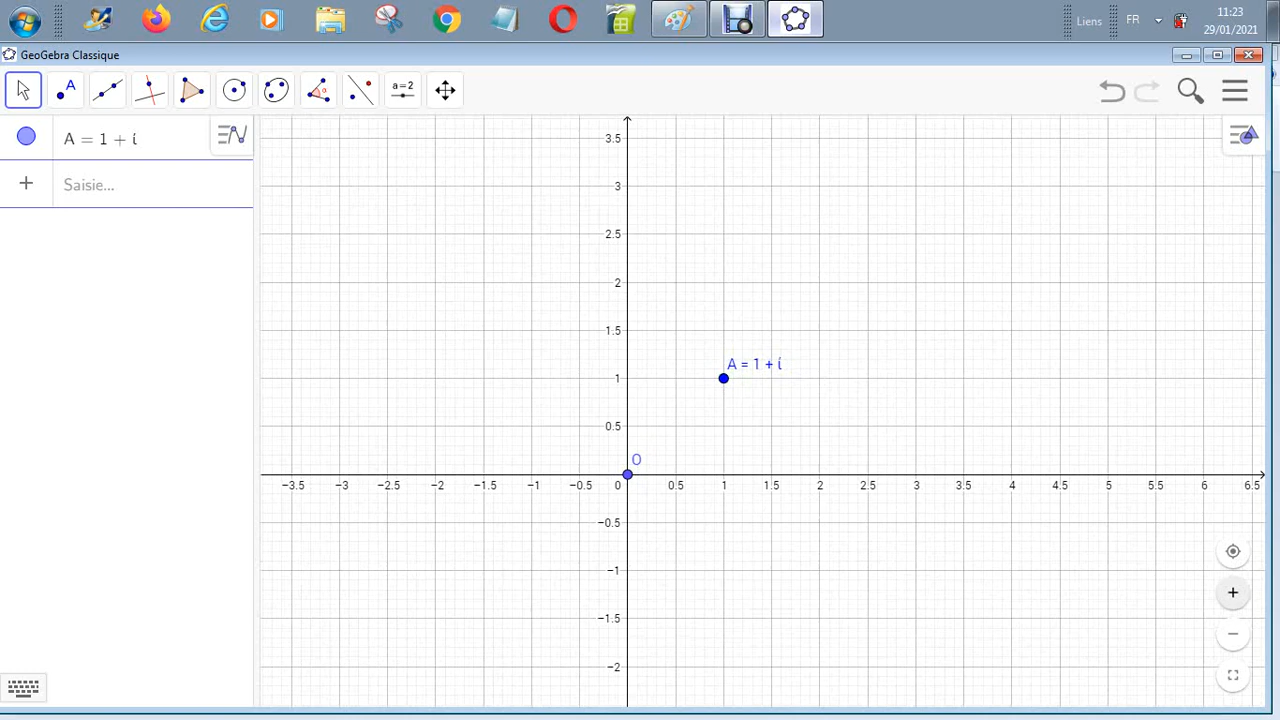 Liens FR 11:23
29/01/2021
GeoGebra Classique
a=2
A = 1 + i
Saisie...
3.5
3
2.5
2
1.5
A = 1 + i
1
0.5
O
−3.5 −3 −2.5 −2 −1.5 −1 −0.5 0 0.5 1 1.5 2 2.5 3 3.5 4 4.5 5 5.5 6 6.5
−0.5
−1
−1.5
−2